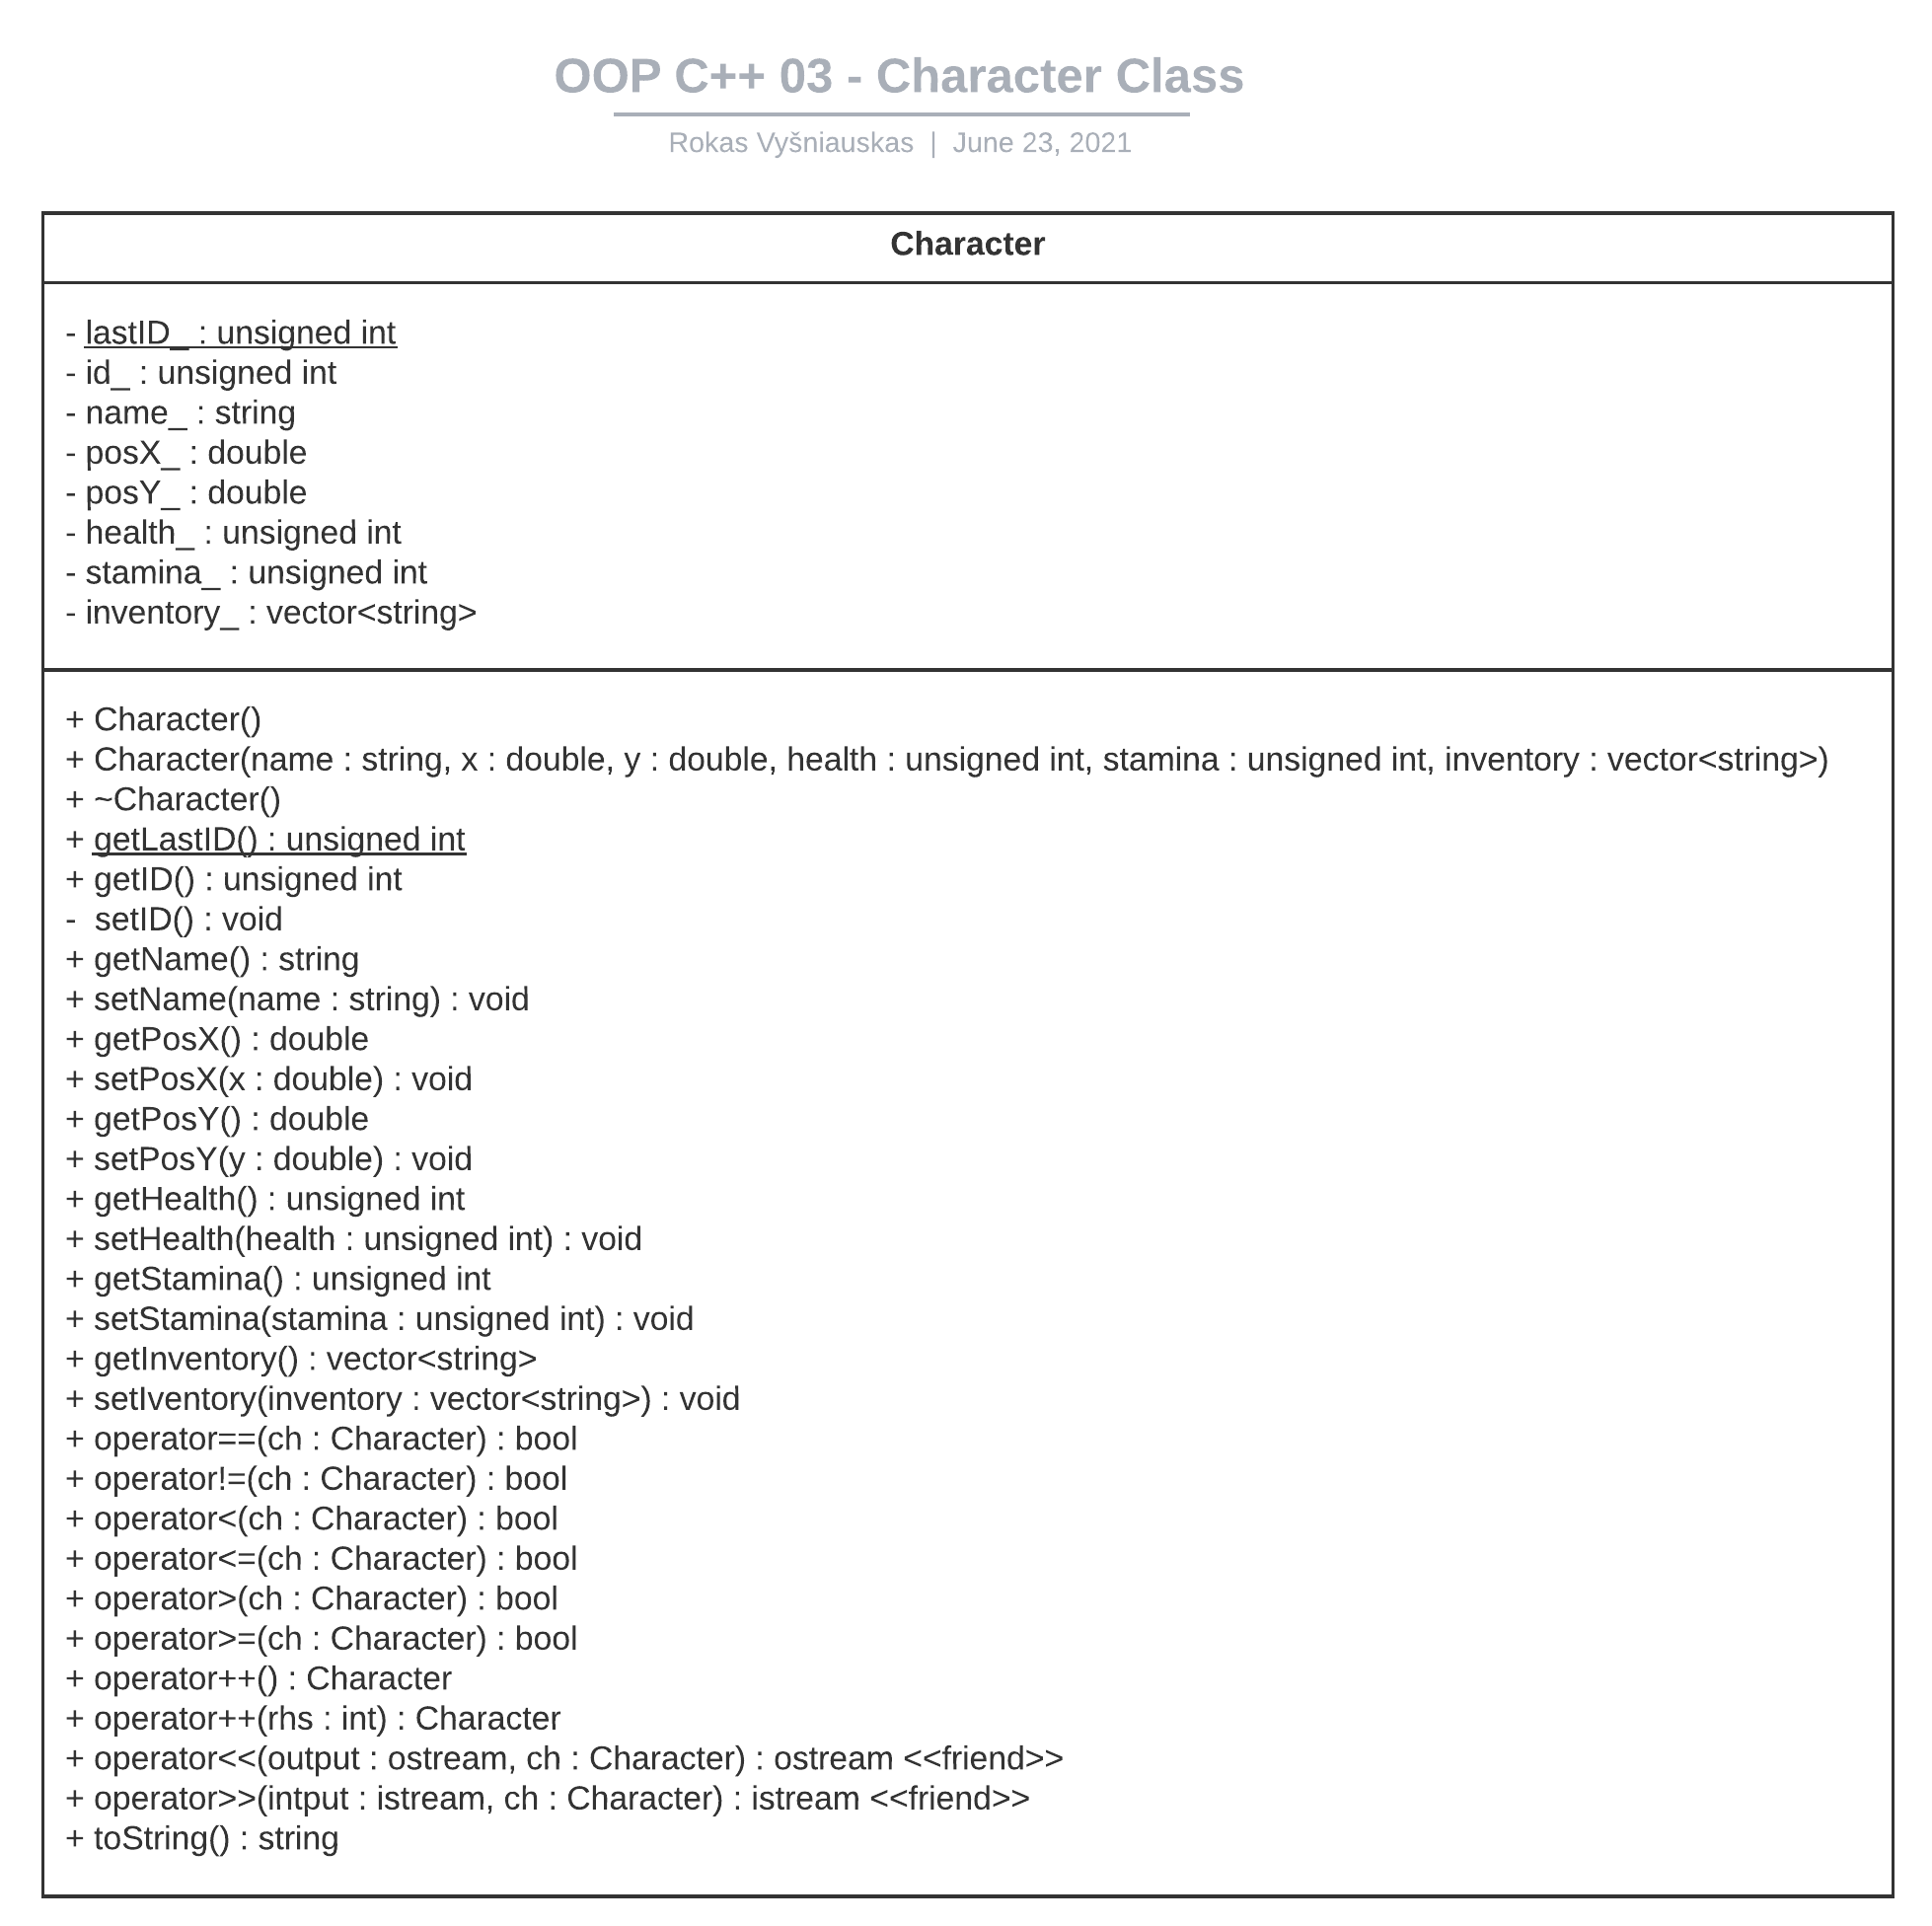 OOP C++ 03 - Character Class
Rokas Vyšniauskas | June 23, 2021
Character
- lastID_ : unsigned int
- id_ : unsigned int
- name_ : string
- posX_ : double
- posY_ : double
- health_ : unsigned int
- stamina_ : unsigned int
- inventory_ : vector<string>
+ Character()
+ Character(name : string, x : double, y : double, health : unsigned int, stamina : unsigned int, inventory : vector<string>)
+ ~Character()
+ getLastID() : unsigned int
+ getID() : unsigned int
- setID() : void
+ getName() : string
+ setName(name : string) : void
+ getPosX() : double
+ setPosX(x : double) : void
+ getPosY() : double
+ setPosY(y : double) : void
+ getHealth() : unsigned int
+ setHealth(health : unsigned int) : void
+ getStamina() : unsigned int
+ setStamina(stamina : unsigned int) : void
+ getInventory() : vector<string>
+ setIventory(inventory : vector<string>) : void
+ operator==(ch : Character) : bool
+ operator!=(ch : Character) : bool
+ operator<(ch : Character) : bool
+ operator<=(ch : Character) : bool
+ operator>(ch : Character) : bool
+ operator>=(ch : Character) : bool
+ operator++() : Character
+ operator++(rhs : int) : Character
+ operator<<(output : ostream, ch : Character) : ostream <<friend>>
+ operator>>(intput : istream, ch : Character) : istream <<friend>>
+ toString() : string